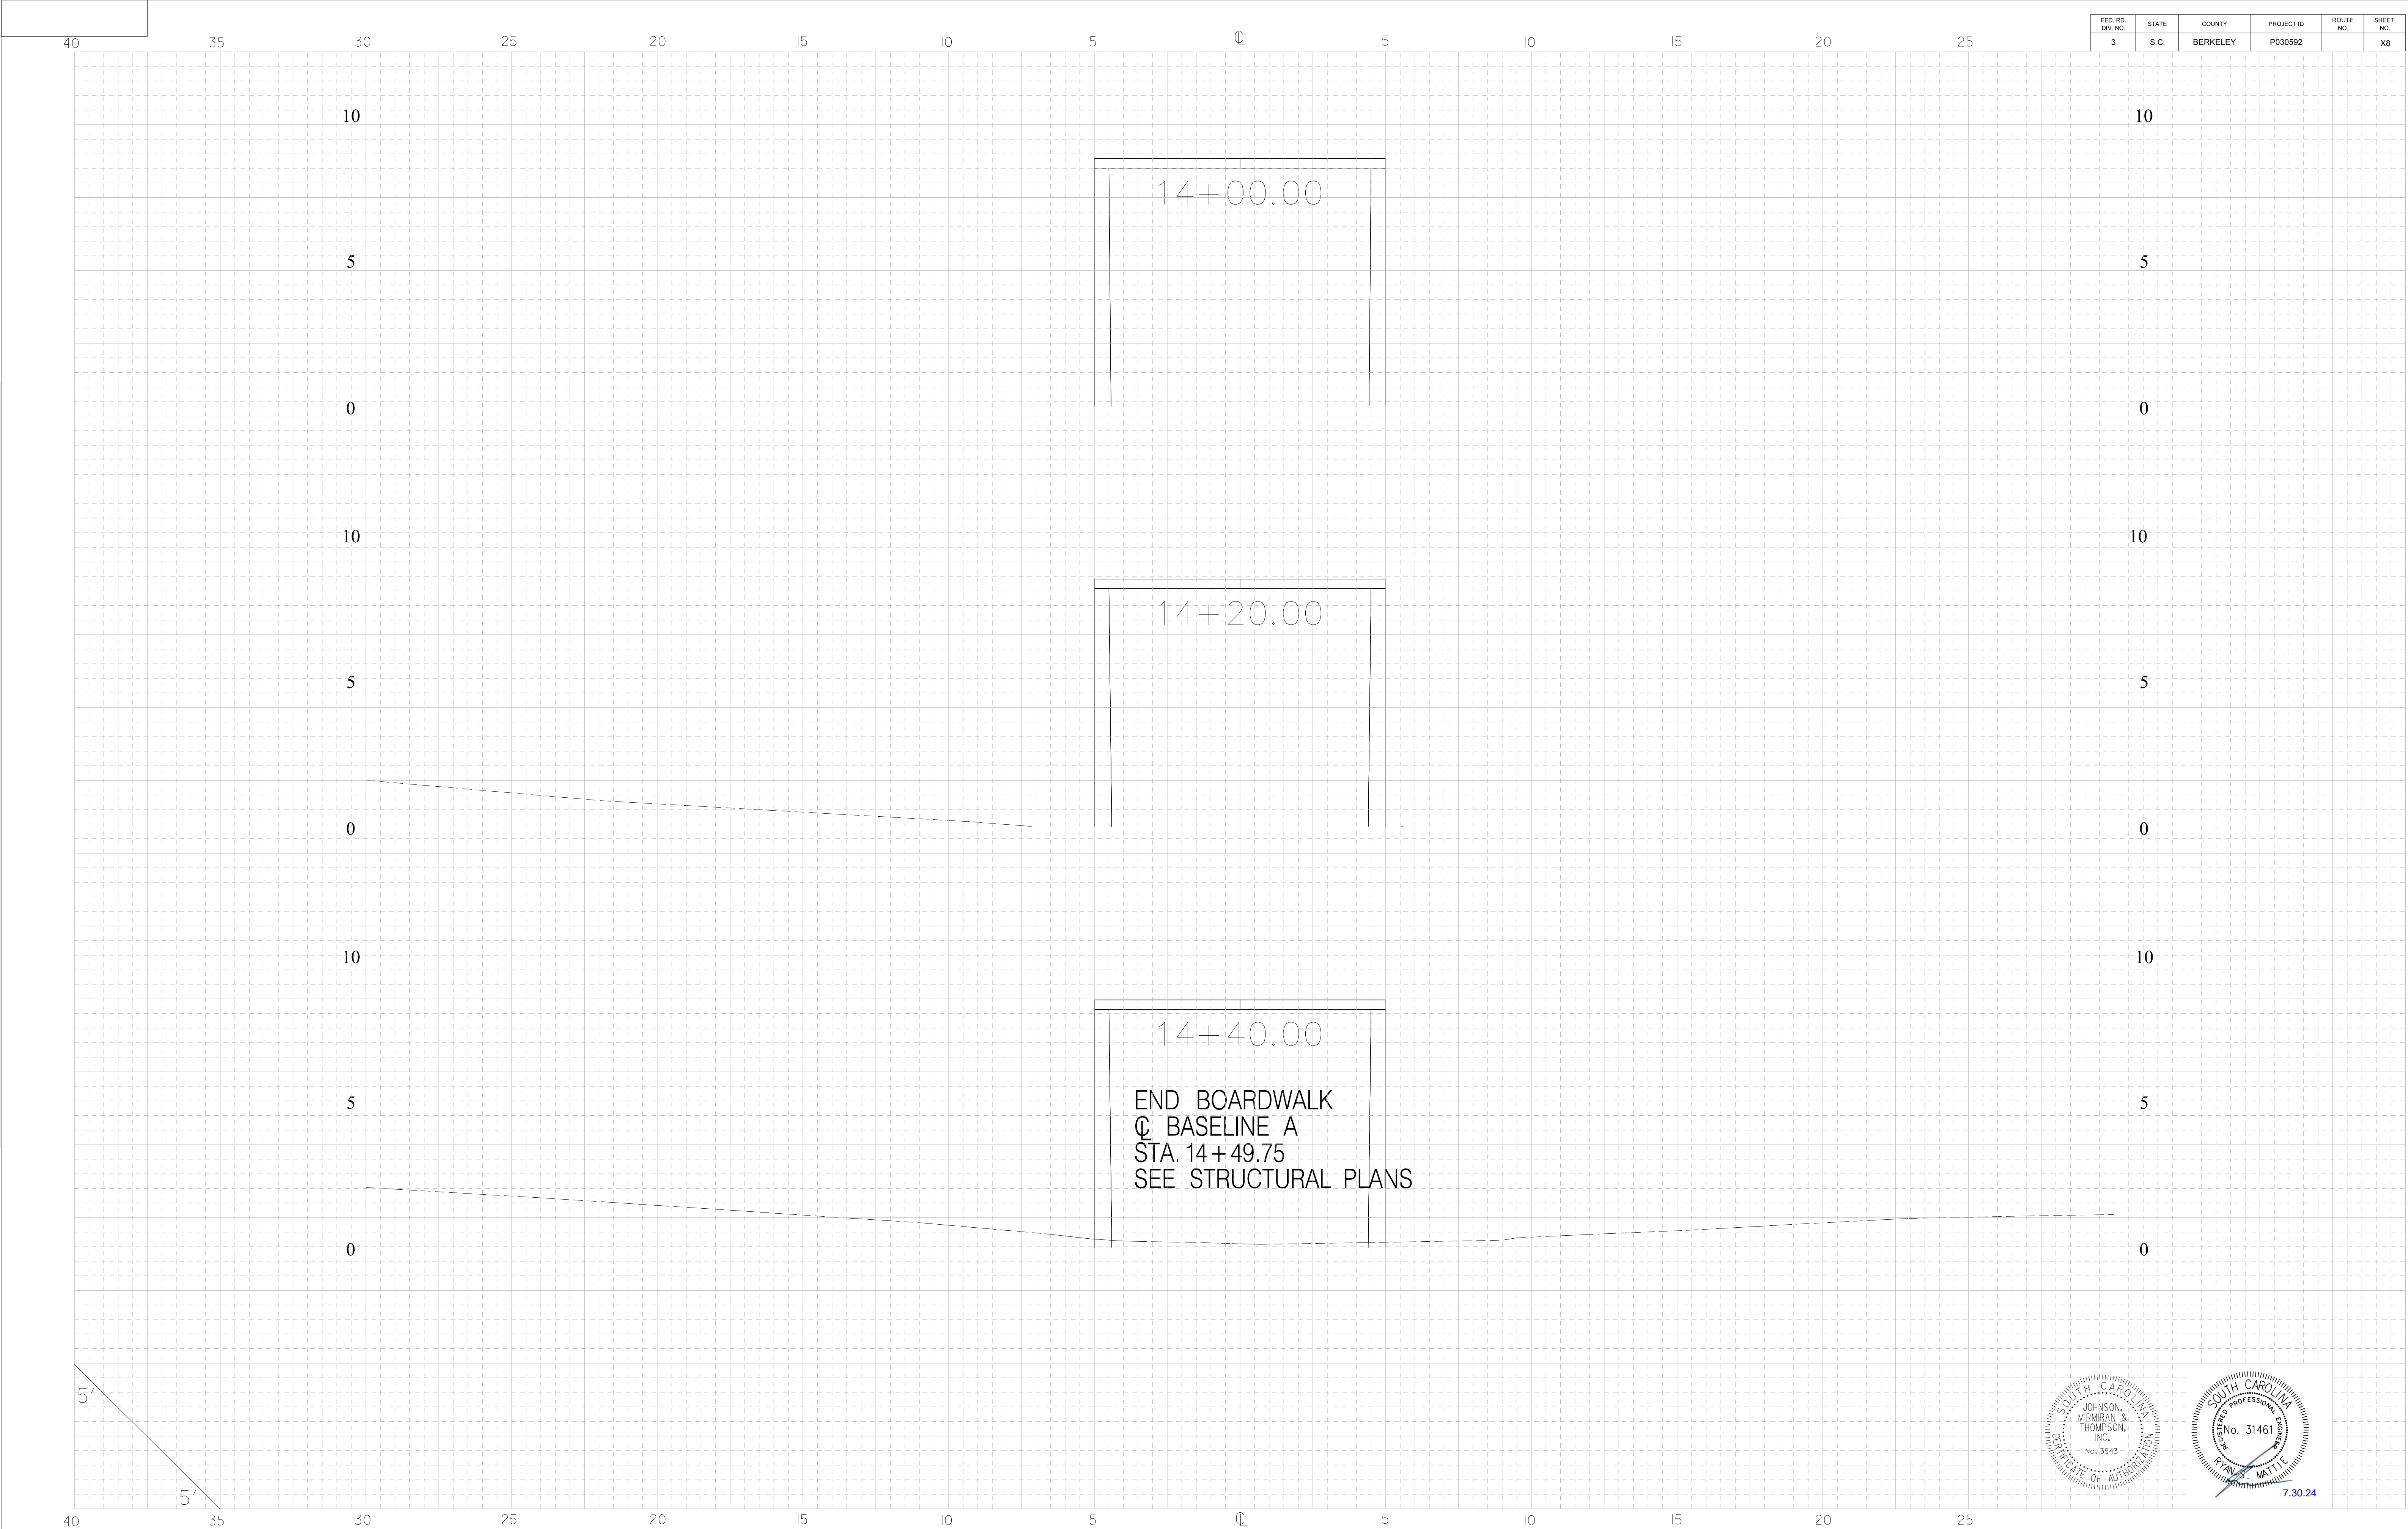 FED. RD. DIV. NO. STATE COUNTY PROJECT ID ROUTE NO. SHEET NO.
3 S.C. BERKELEY P030592 X8
40 35 30 25 20 15 10 5 ℄ 5 10 15 20 25
10 10
14+00.00
5 5
0 0
10 10
14+20.00
5 5
0 0
10 10
14+40.00
END BOARDWALK
5 5
℄ BASELINE A
STA. 14+49.75
SEE STRUCTURAL PLANS
0 0
5'
5'
SOUTH CAROLINA
JOHNSON,
MIRMIRAN &
THOMPSON,
INC.
No. 3943
CERTIFICATE OF AUTHORIZATION
SOUTH CAROLINA
REGISTERED PROFESSIONAL ENGINEER
No. 31461
RYAN S. MATTIE
7.30.24
40 35 30 25 20 15 10 5 ℄ 5 10 15 20 25